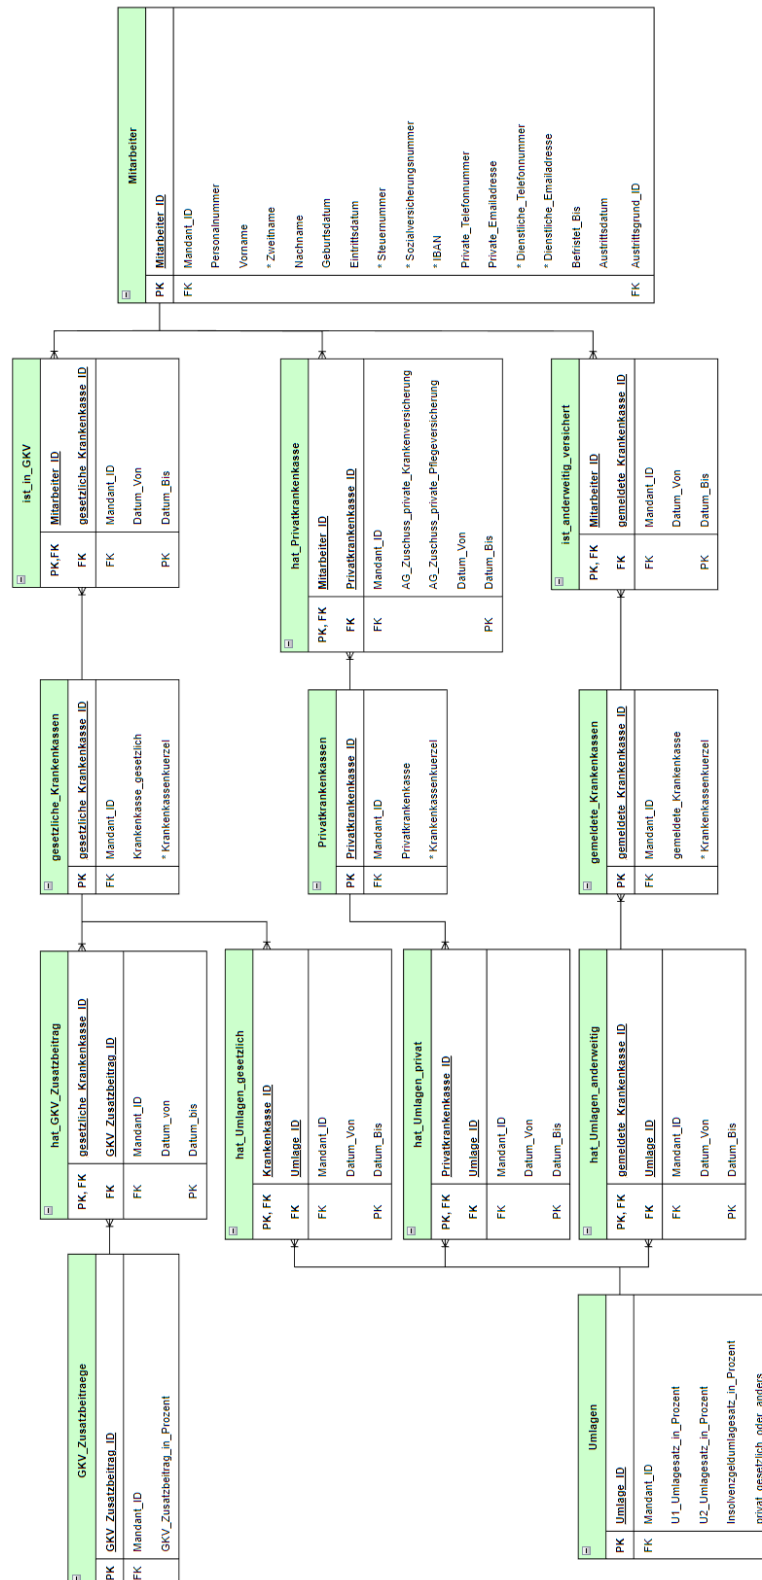 Mitarbeiter
PK Mitarbeiter_ID
FK Mandant_ID
Personalnummer
Vorname
* Zweitname
Nachname
Geburtsdatum
Eintrittsdatum
* Steuernummer
* Sozialversicherungsnummer
* IBAN
Private_Telefonnummer
Private_Emailadresse
* Dienstliche_Telefonnummer
* Dienstliche_Emailadresse
Befristet_Bis
Austrittsdatum
FK Austrittsgrund_ID
ist_in_GKV
PK,FK Mitarbeiter_ID
FK gesetzliche_Krankenkasse_ID
FK Mandant_ID
Datum_Von
PK Datum_Bis
hat_Privatkrankenkasse
PK, FK Mitarbeiter_ID
FK Privatkrankenkasse_ID
FK Mandant_ID
AG_Zuschuss_private_Krankenversicherung
AG_Zuschuss_private_Pflegeversicherung
Datum_Von
PK Datum_Bis
ist_anderweitig_versichert
PK, FK Mitarbeiter_ID
FK gemeldete_Krankenkasse_ID
FK Mandant_ID
Datum_Von
PK Datum_Bis
gesetzliche_Krankenkassen
PK gesetzliche_Krankenkasse_ID
FK Mandant_ID
Krankenkasse_gesetzlich
* Krankenkassenkuerzel
Privatkrankenkassen
PK Privatkrankenkasse_ID
FK Mandant_ID
Privatkrankenkasse
* Krankenkassenkuerzel
gemeldete_Krankenkassen
PK gemeldete_Krankenkasse_ID
FK Mandant_ID
gemeldete_Krankenkasse
* Krankenkassenkuerzel
hat_GKV_Zusatzbeitrag
PK, FK gesetzliche_Krankenkasse_ID
FK GKV_Zusatzbeitrag_ID
FK Mandant_ID
Datum_von
PK Datum_bis
hat_Umlagen_gesetzlich
PK, FK Krankenkasse_ID
FK Umlage_ID
FK Mandant_ID
Datum_Von
PK Datum_Bis
hat_Umlagen_privat
PK, FK Privatkrankenkasse_ID
FK Umlage_ID
FK Mandant_ID
Datum_Von
PK Datum_Bis
hat_Umlagen_anderweitig
PK, FK gemeldete_Krankenkasse_ID
FK Umlage_ID
FK Mandant_ID
Datum_Von
PK Datum_Bis
GKV_Zusatzbeitraege
PK GKV_Zusatzbeitrag_ID
FK Mandant_ID
GKV_Zusatzbeitrag_in_Prozent
Umlagen
PK Umlage_ID
FK Mandant_ID
U1_Umlagesatz_in_Prozent
U2_Umlagesatz_in_Prozent
Insolvenzgeldumlagesatz_in_Prozent
privat_gesetzlich_oder_anders